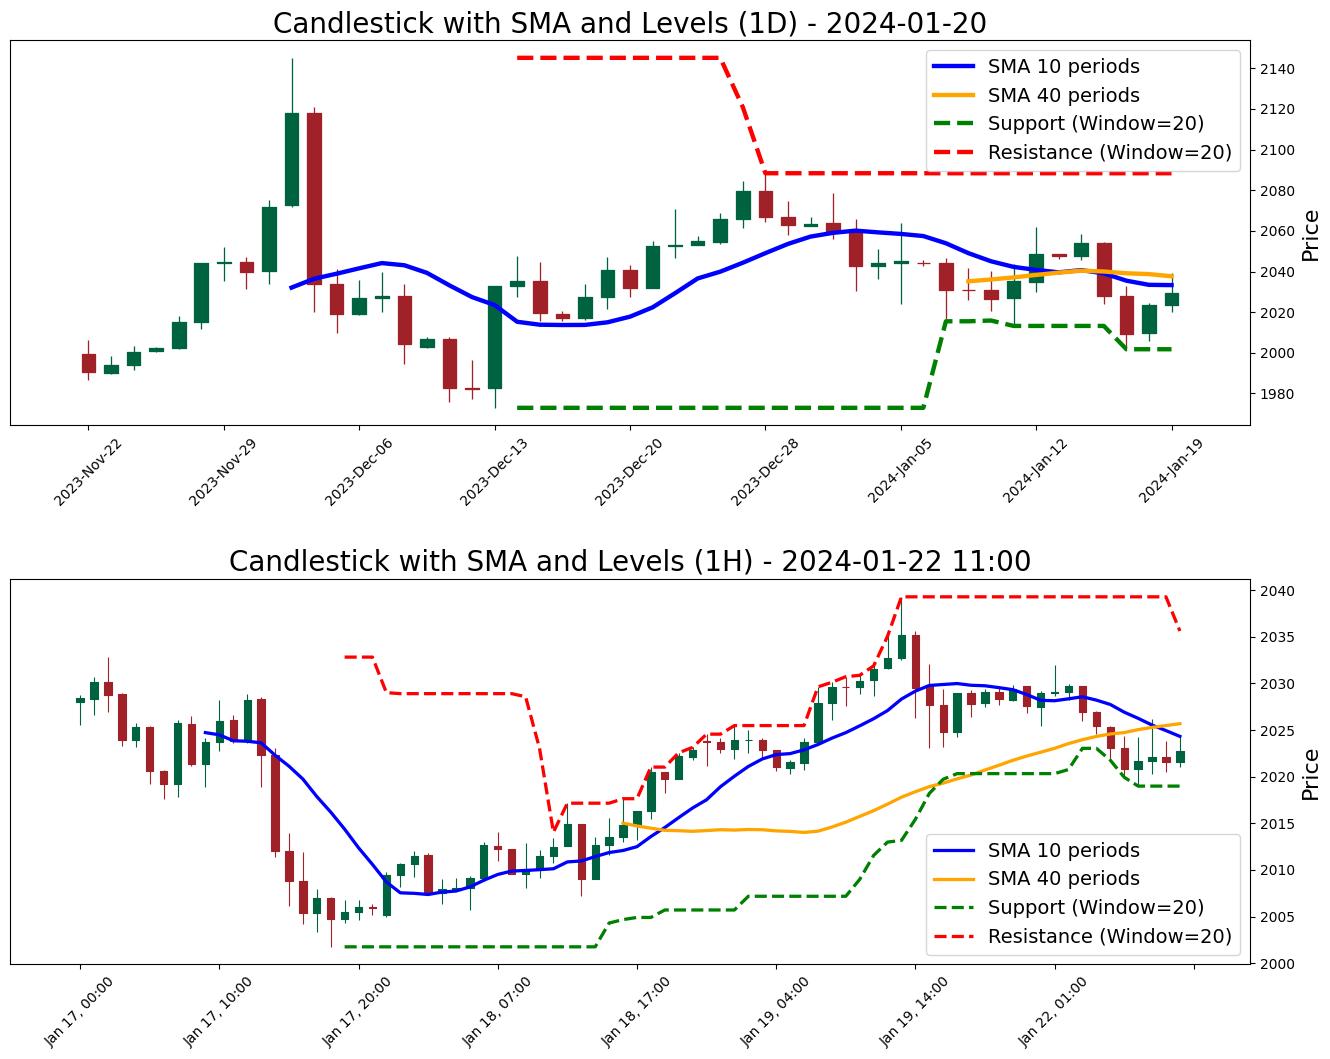 Candlestick with SMA and Levels (1D) - 2024-01-20
SMA 10 periods
SMA 40 periods
Support (Window=20)
Resistance (Window=20)
2140
2120
2100
2080
2060
2040
2020
2000
1980
Price
2023-Nov-22
2023-Nov-29
2023-Dec-06
2023-Dec-13
2023-Dec-20
2023-Dec-28
2024-Jan-05
2024-Jan-12
2024-Jan-19
Candlestick with SMA and Levels (1H) - 2024-01-22 11:00
2040
2035
2030
2025
2020
2015
2010
2005
2000
Price
SMA 10 periods
SMA 40 periods
Support (Window=20)
Resistance (Window=20)
Jan 17, 00:00
Jan 17, 10:00
Jan 17, 20:00
Jan 18, 07:00
Jan 18, 17:00
Jan 19, 04:00
Jan 19, 14:00
Jan 22, 01:00